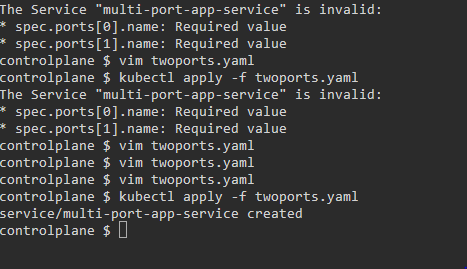 The Service "multi-port-app-service" is invalid:
* spec.ports[0].name: Required value
* spec.ports[1].name: Required value
controlplane $ vim twoports.yaml
controlplane $ kubectl apply -f twoports.yaml
The Service "multi-port-app-service" is invalid:
* spec.ports[0].name: Required value
* spec.ports[1].name: Required value
controlplane $ vim twoports.yaml
controlplane $ vim twoports.yaml
controlplane $ vim twoports.yaml
controlplane $ kubectl apply -f twoports.yaml
service/multi-port-app-service created
controlplane $